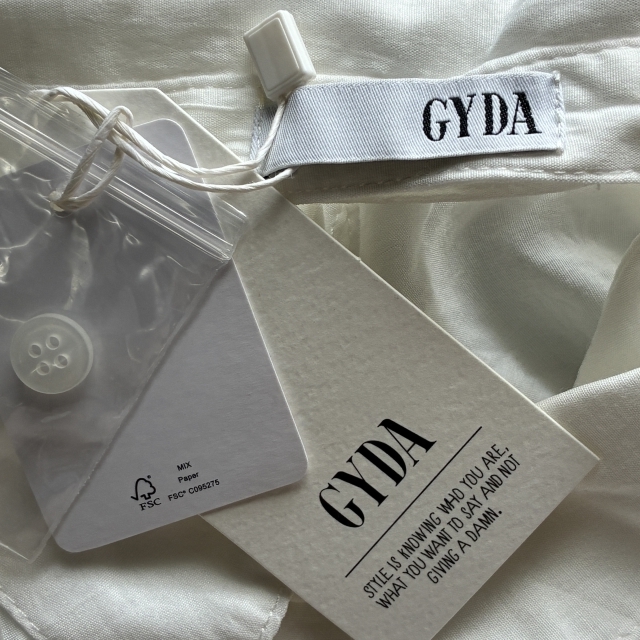 GYDA
GYDA
STYLE IS KNOWING WHO YOU ARE
WHAT YOU WANT TO SAY AND NOT
GIVING A DAMN.
MIX
Paper
FSC
FSC® C095275